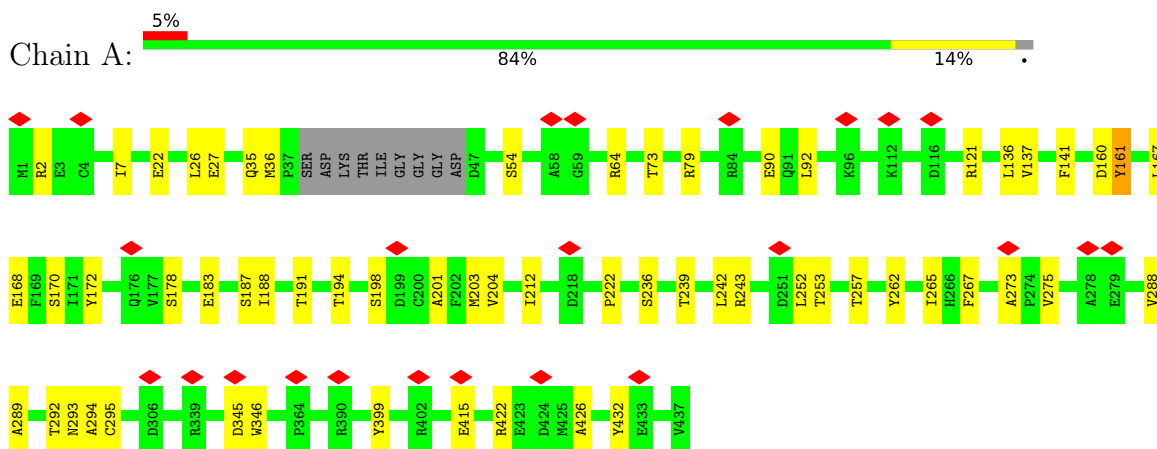 5%
Chain A:
84% 14% •
M1 R2 E3 C4 I7 E22 L26 E27 Q35 M36 P37 SER ASP LYS THR ILE GLY GLY GLY ASP D47 S54 A58 G59 R64 T73 R79 R84 E90 Q91 L92 K96 K112 D116 R121 L136 V137 F141 D160 Y161 L167
E168 F169 S170 I171 Y172 Q176 V177 S178 E183 S187 I188 T191 T194 S198 D199 C200 A201 F202 M203 V204 I212 D218 P222 S236 T239 L242 R243 D251 L252 T253 T257 Y262 I265 H266 F267 A273 P274 V275 A278 E279 V288
A289 T292 N293 A294 C295 D306 R339 D345 W346 P364 R390 Y399 R402 E415 R422 E423 D424 M425 A426 Y432 E433 V437